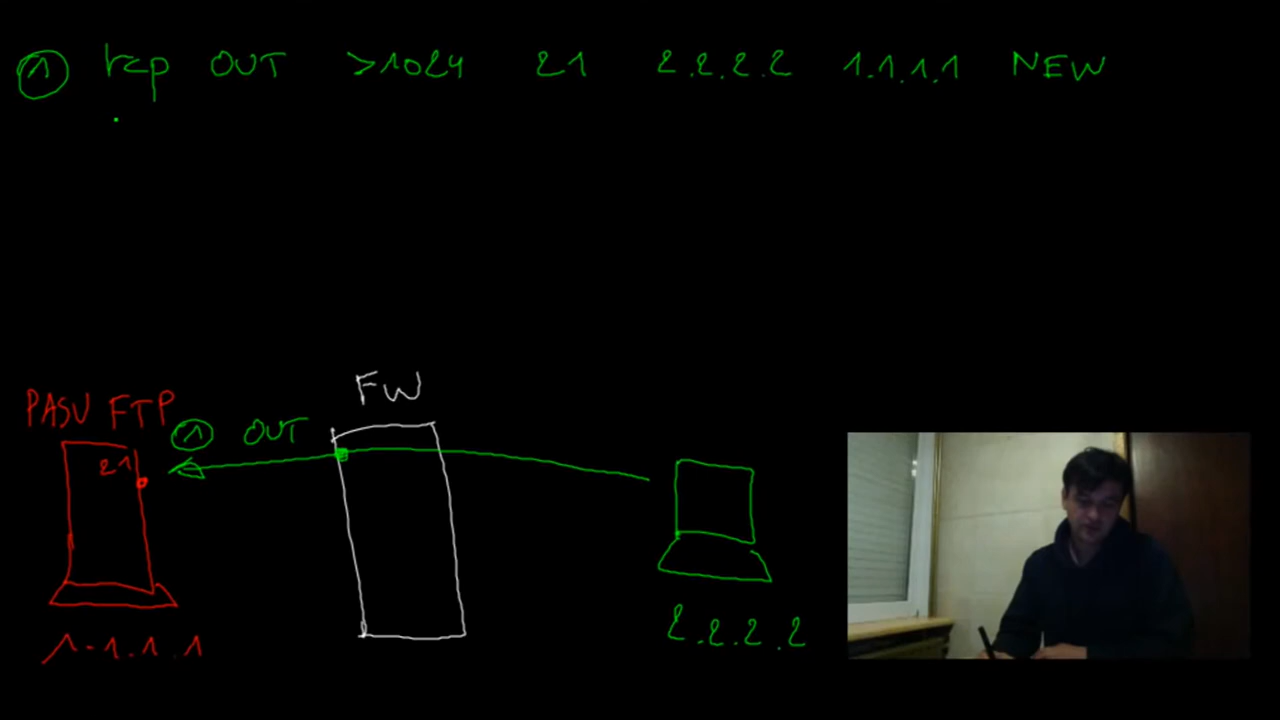 1 tcp OUT >1024 21 2.2.2.2 1.1.1.1 NEW
FW
PASV FTP
1 OUT
21
1.1.1.1
2.2.2.2